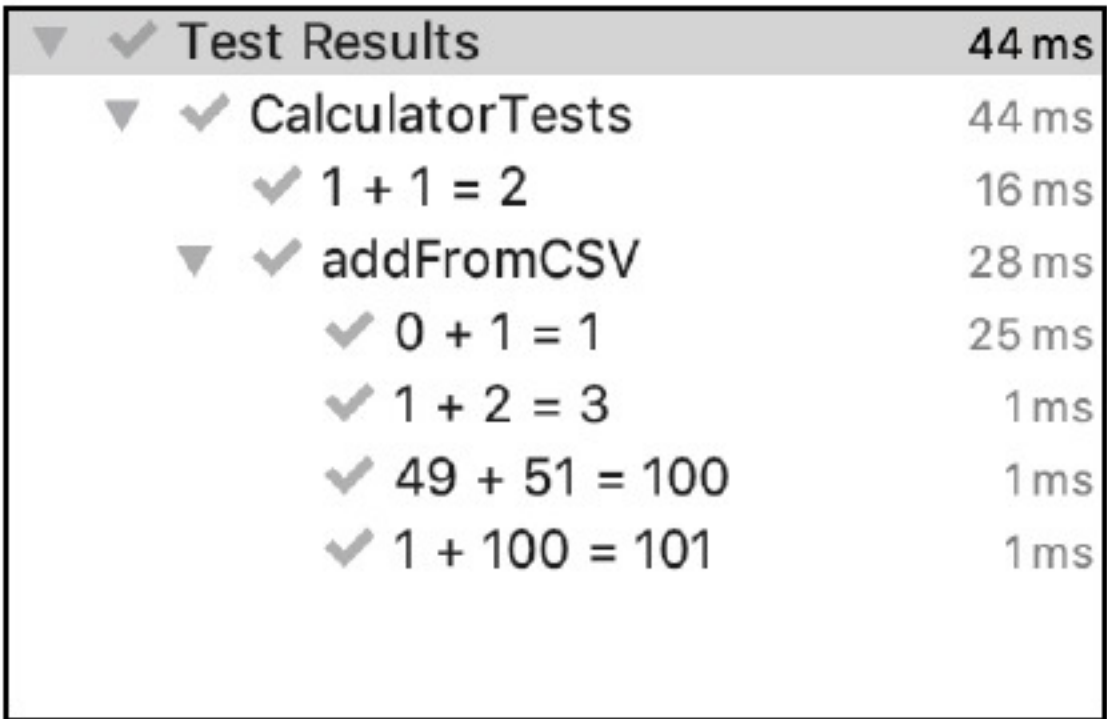 Test Results 44 ms
CalculatorTests 44 ms
1 + 1 = 2 16 ms
addFromCSV 28 ms
0 + 1 = 1 25 ms
1 + 2 = 3 1 ms
49 + 51 = 100 1 ms
1 + 100 = 101 1 ms